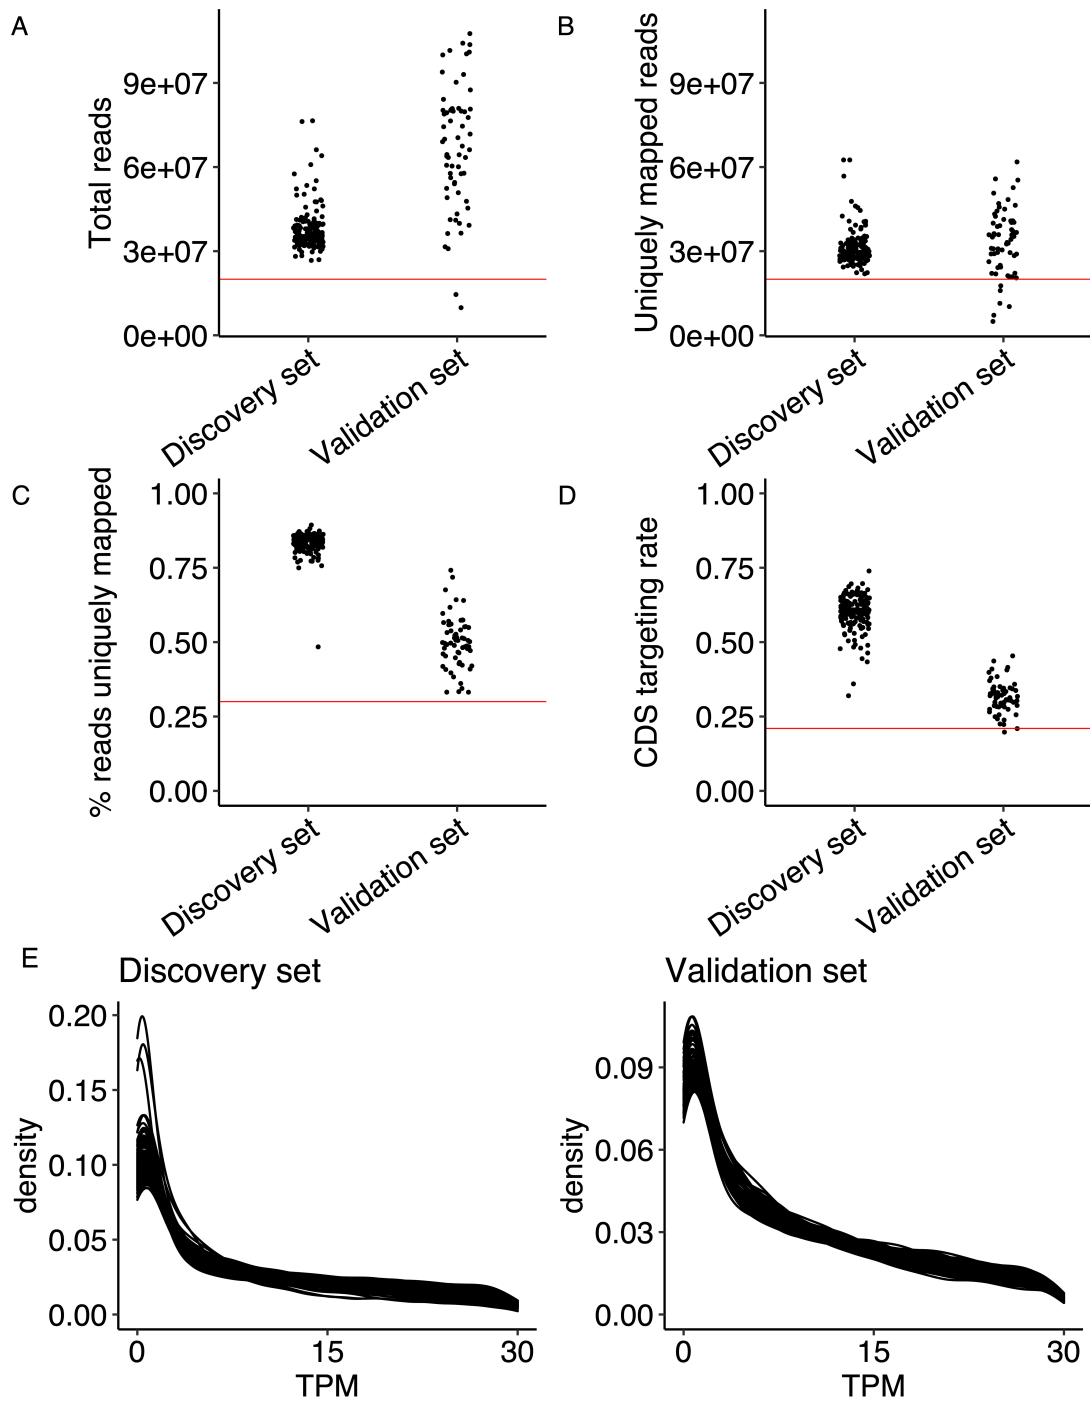 A
Total reads
9e+07
6e+07
3e+07
0e+00
Discovery set
Validation set
B
Uniquely mapped reads
9e+07
6e+07
3e+07
0e+00
Discovery set
Validation set
C
% reads uniquely mapped
1.00
0.75
0.50
0.25
0.00
Discovery set
Validation set
D
CDS targeting rate
1.00
0.75
0.50
0.25
0.00
Discovery set
Validation set
E
Discovery set
density
0.20
0.15
0.10
0.05
0.00
0 15 30
TPM
Validation set
density
0.09
0.06
0.03
0.00
0 15 30
TPM